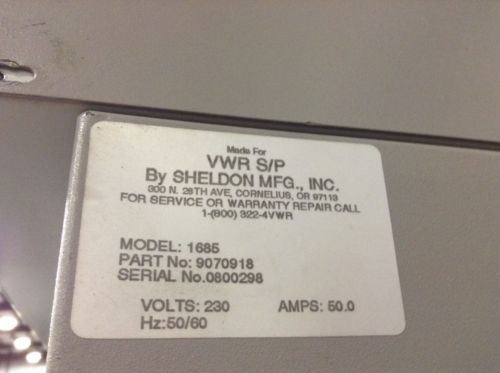 Made For
VWR S/P
By SHELDON MFG., INC.
300 N. 26TH AVE, CORNELIUS, OR 97113
FOR SERVICE OR WARRANTY REPAIR CALL
1-(800) 322-4VWR
MODEL: 1685
PART No: 9070918
SERIAL No.0800298
VOLTS: 230 AMPS: 50.0
Hz:50/60